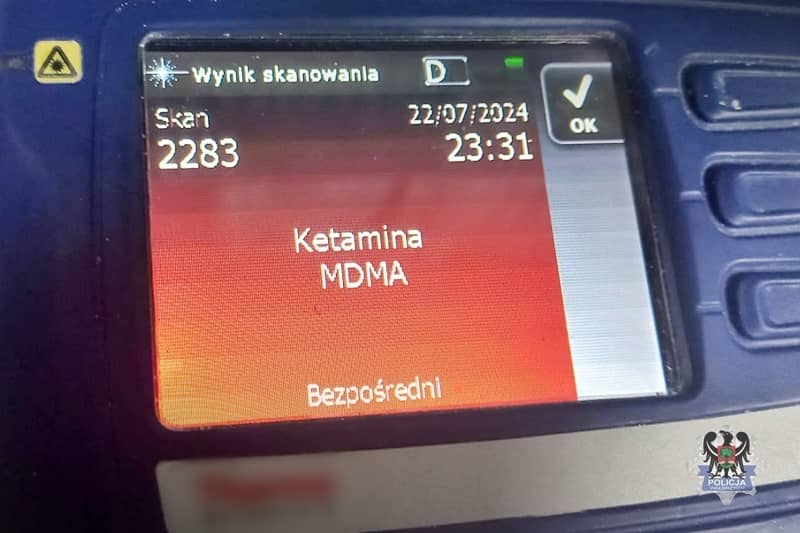 Wynik skanowania D
OK
Skan 22/07/2024
2283 23:31
Ketamina
MDMA
Bezpośredni
POLICJA